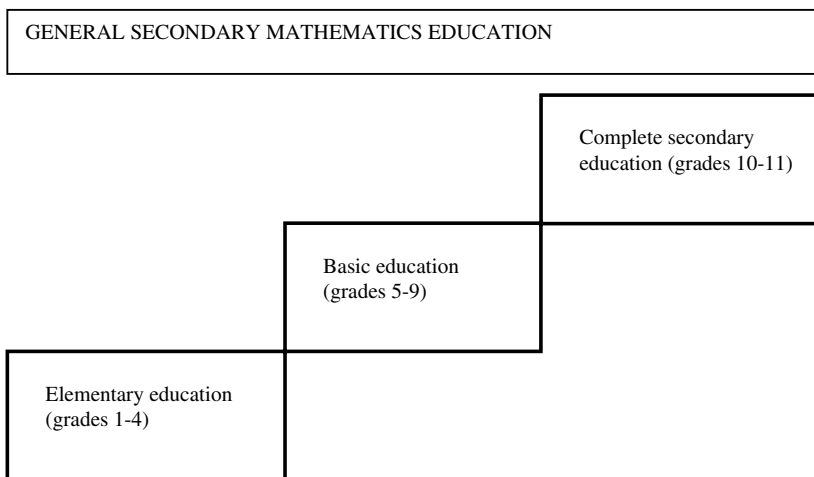 GENERAL SECONDARY MATHEMATICS EDUCATION
Complete secondary
education (grades 10-11)
Basic education
(grades 5-9)
Elementary education
(grades 1-4)